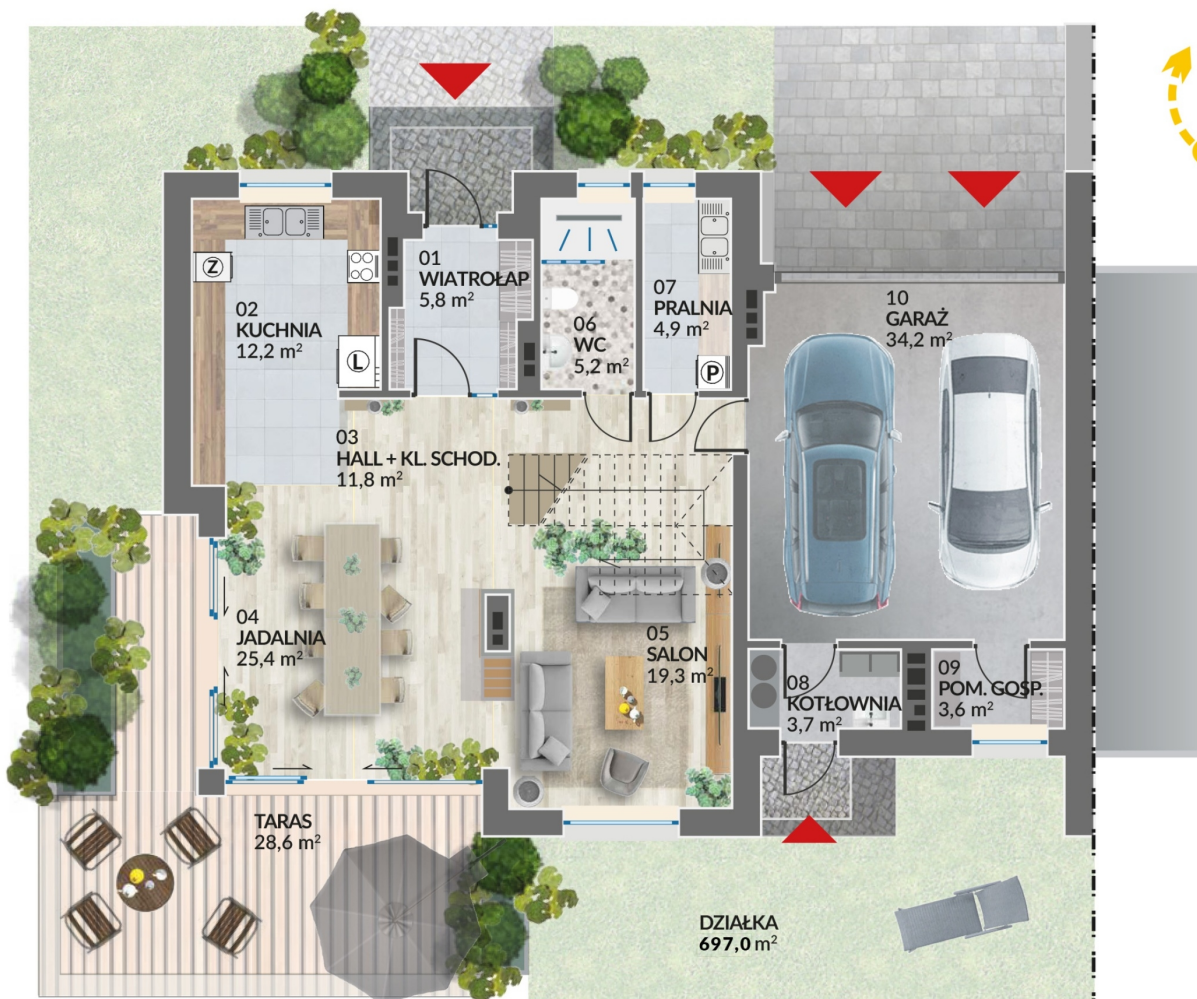 01
WIATROŁAP
5,8 m²
Z
02
KUCHNIA
12,2 m²
L
07
PRALNIA
4,9 m²
10
GARAŻ
34,2 m²
06
WC
5,2 m²
P
03
HALL + KL. SCHOD.
11,8 m²
04
JADALNIA
25,4 m²
05
SALON
19,3 m²
08
KOTŁOWNIA
3,7 m²
09
POM. GOSP.
3,6 m²
TARAS
28,6 m²
DZIAŁKA
697,0 m²